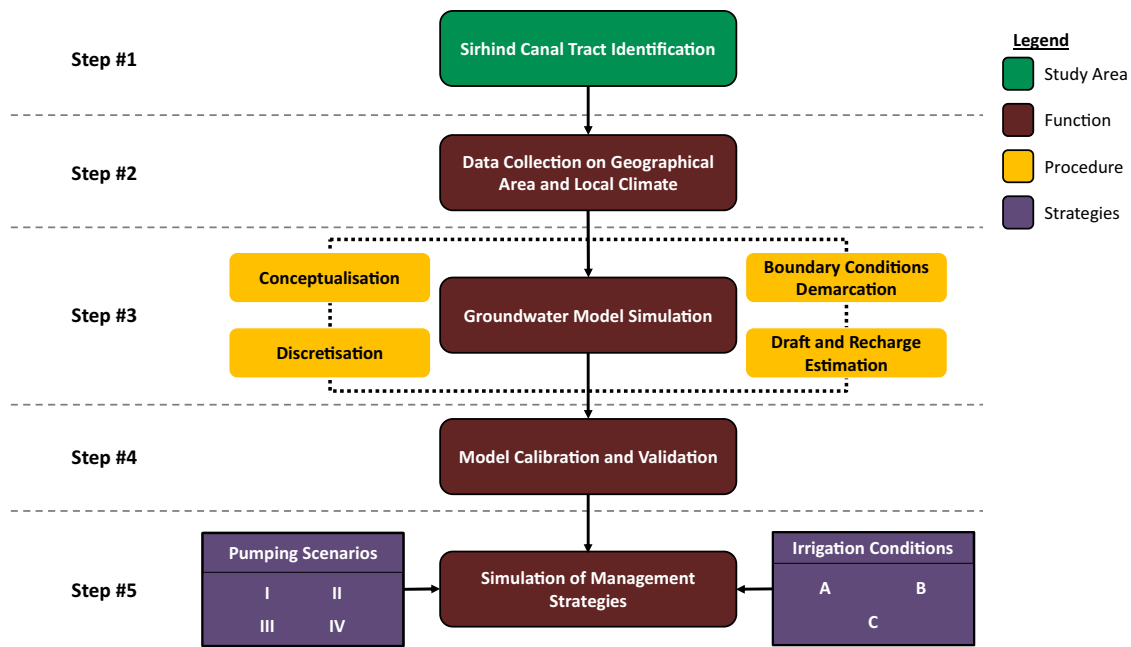 Step #1
Sirhind Canal Tract Identification
Legend
Study Area
Function
Procedure
Strategies
Step #2
Data Collection on Geographical
Area and Local Climate
Step #3
Conceptualisation
Discretisation
Groundwater Model Simulation
Boundary Conditions
Demarcation
Draft and Recharge
Estimation
Step #4
Model Calibration and Validation
Step #5
Pumping Scenarios
I II
III IV
Simulation of Management
Strategies
Irrigation Conditions
A B
C